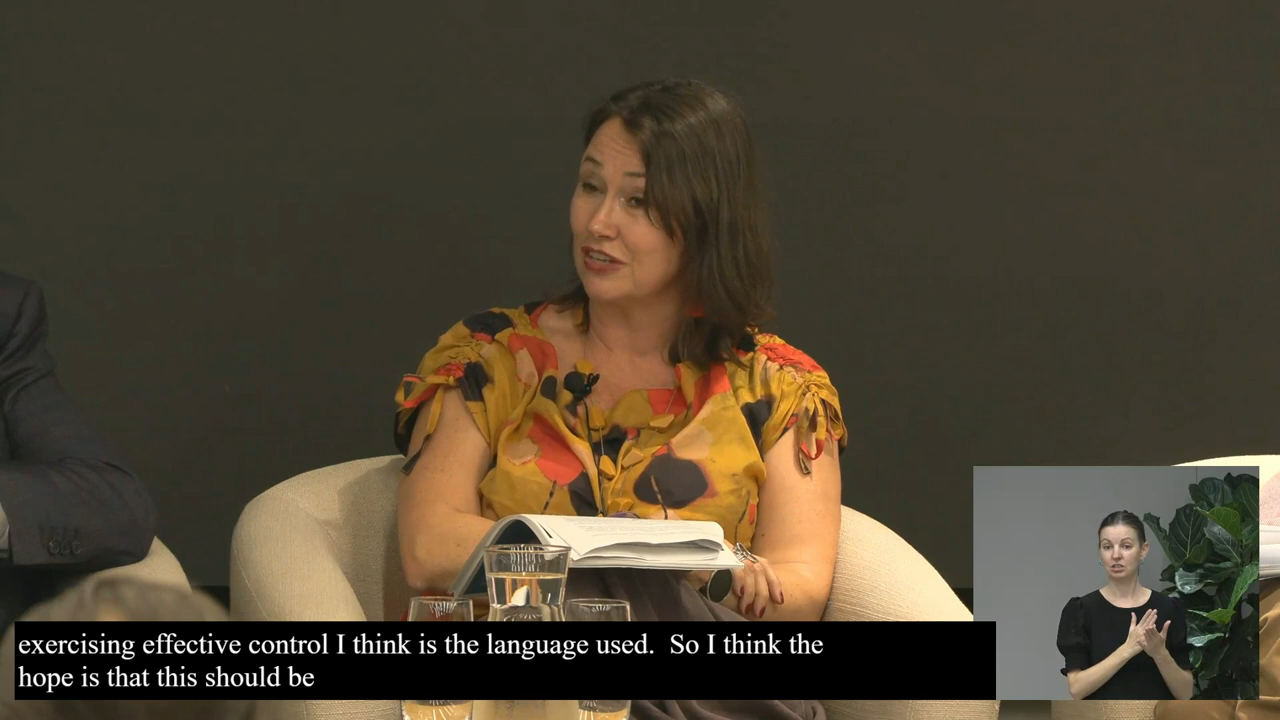 exercising effective control I think is the language used.  So I think the
hope is that this should be